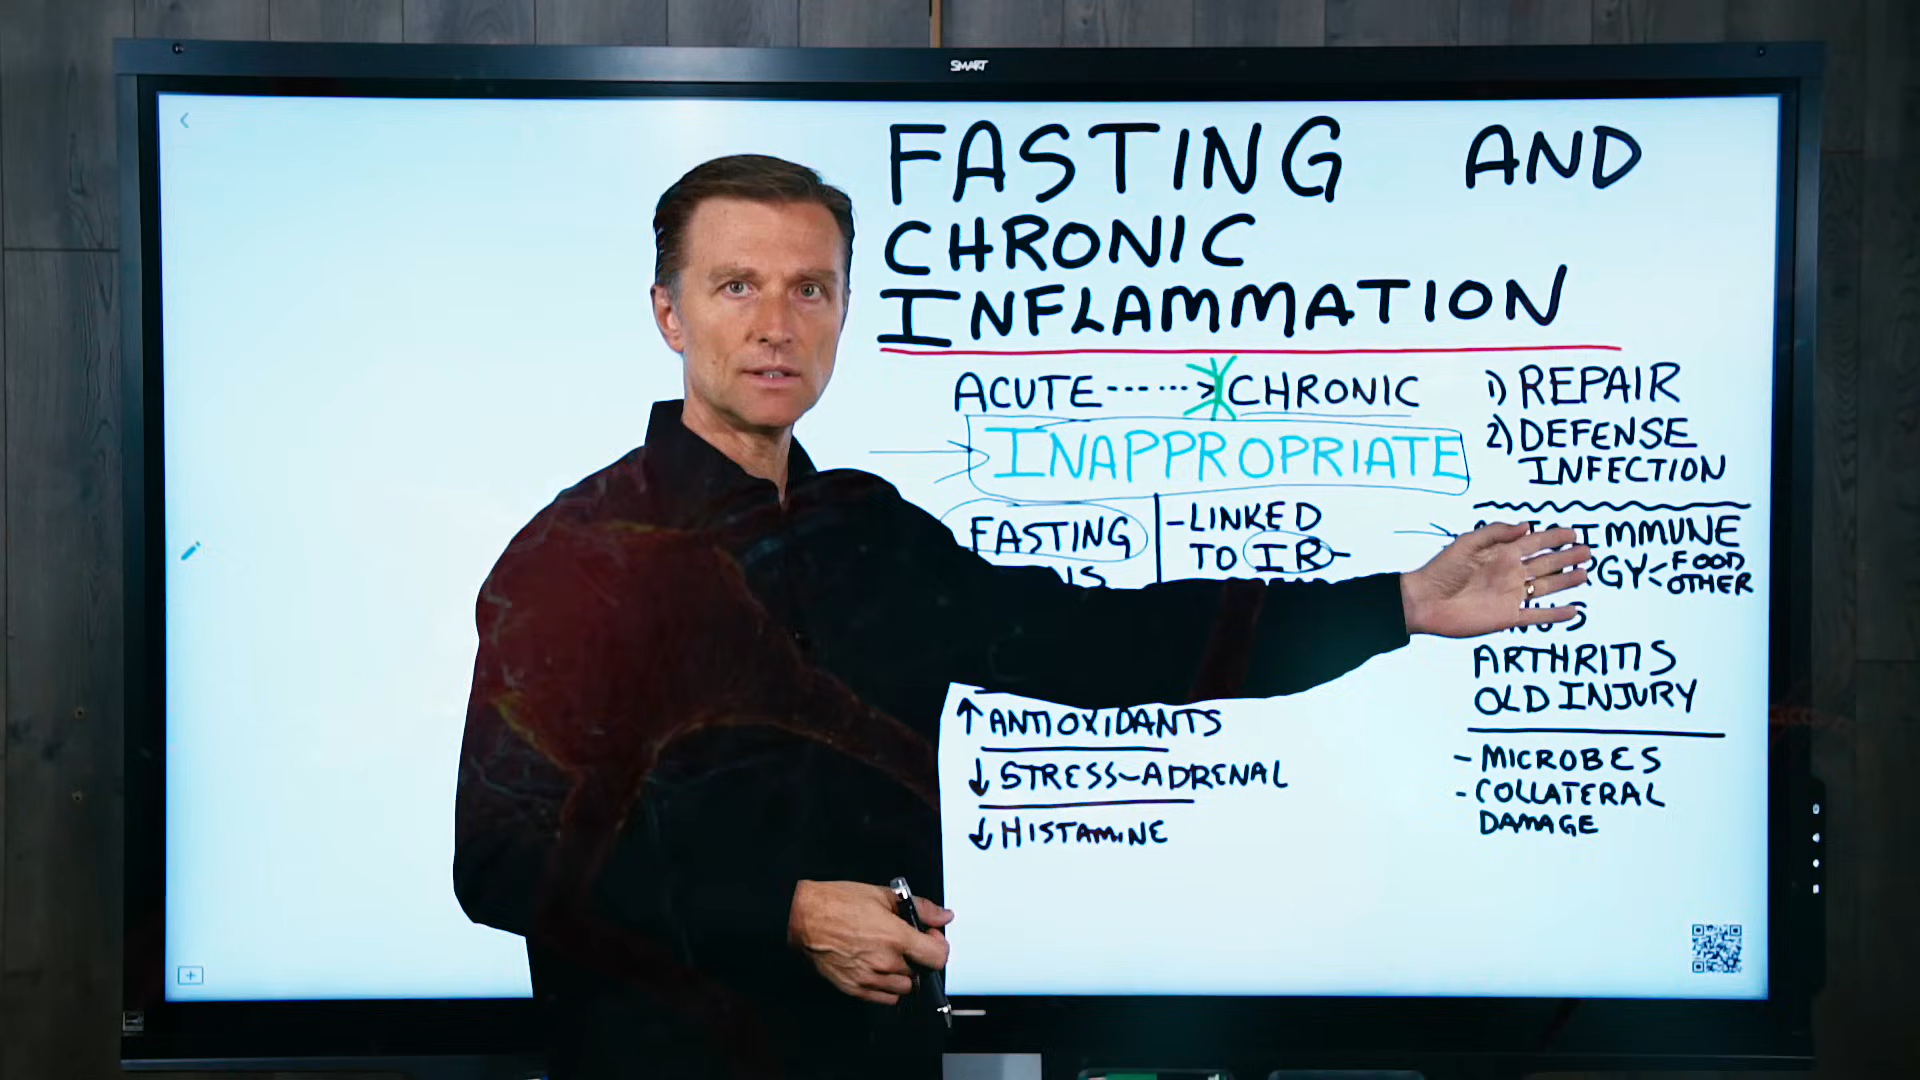 SMART
FASTING AND
CHRONIC
INFLAMMATION
ACUTE ------> CHRONIC
INAPPROPRIATE
1) REPAIR
2) DEFENSE
INFECTION
FASTING
-LINKED
TO IR-
IMMUNE
<FOOD
OTHER
ARTHRITIS
OLD INJURY
↑ ANTIOXIDANTS
↓ STRESS-ADRENAL
↓ HISTAMINE
- MICROBES
- COLLATERAL
DAMAGE